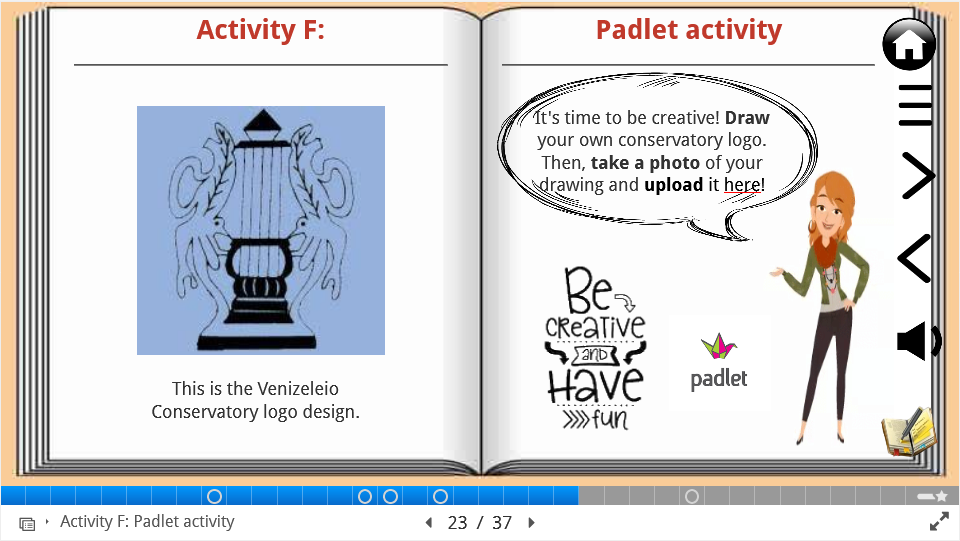 Activity F:
This is the Venizeleio
Conservatory logo design.
Padlet activity
It's time to be creative! Draw
your own conservatory logo.
Then, take a photo of your
drawing and upload it here!
Be
CREATIVE
AND
HAVE
fun
padlet
Activity F: Padlet activity
23 / 37